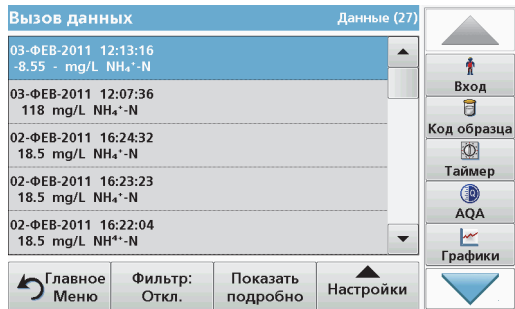 Вызов данных
Данные (27)
03-ФЕВ-2011 12:13:16
-8.55 - mg/L NH₄⁺-N
03-ФЕВ-2011 12:07:36
118 mg/L NH₄⁺-N
02-ФЕВ-2011 16:24:32
18.5 mg/L NH₄⁺-N
02-ФЕВ-2011 16:23:23
18.5 mg/L NH₄⁺-N
02-ФЕВ-2011 16:22:04
18.5 mg/L NH⁴⁺-N
Главное
Меню
Фильтр:
Откл.
Показать
подробно
Настройки
Вход
Код образца
Таймер
AQA
Графики